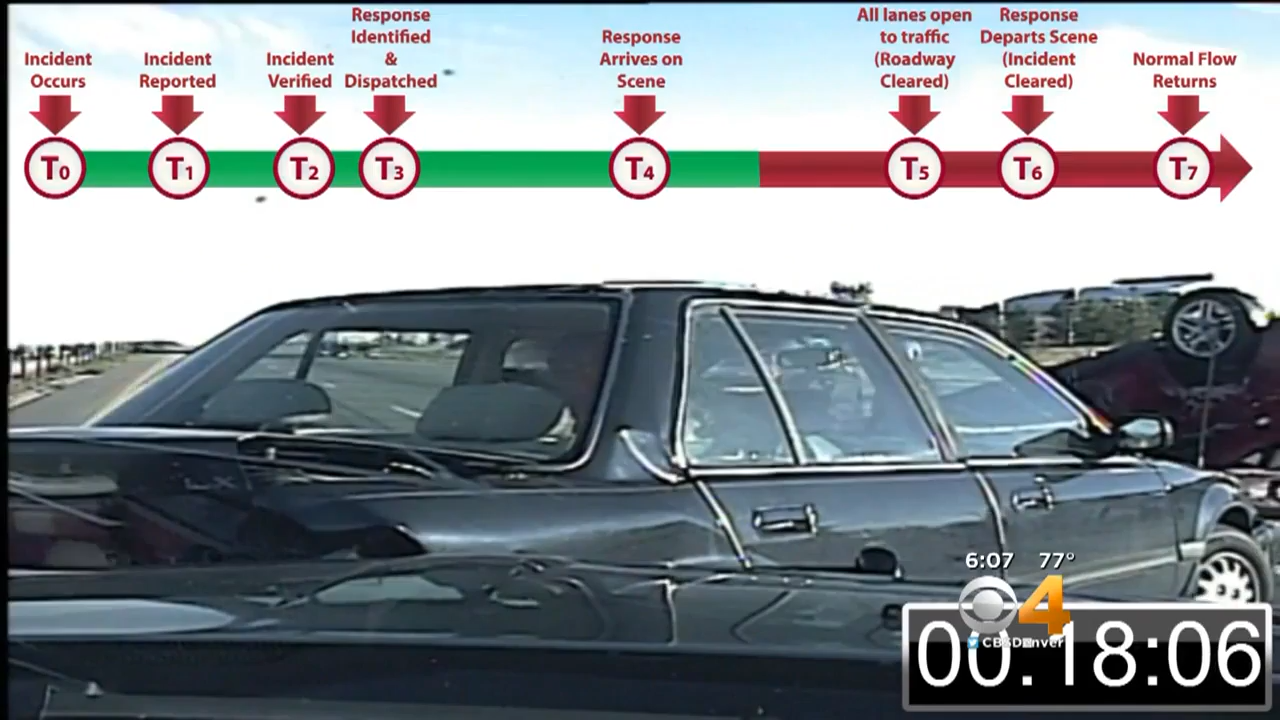 Incident
Occurs
Incident
Reported
Incident
Verified
Response
Identified
&
Dispatched
Response
Arrives on
Scene
All lanes open
to traffic
(Roadway
Cleared)
Response
Departs Scene
(Incident
Cleared)
Normal Flow
Returns
T0
T1
T2
T3
T4
T5
T6
T7
LX
6:07 77°
4
CBSDenver
00:18:06